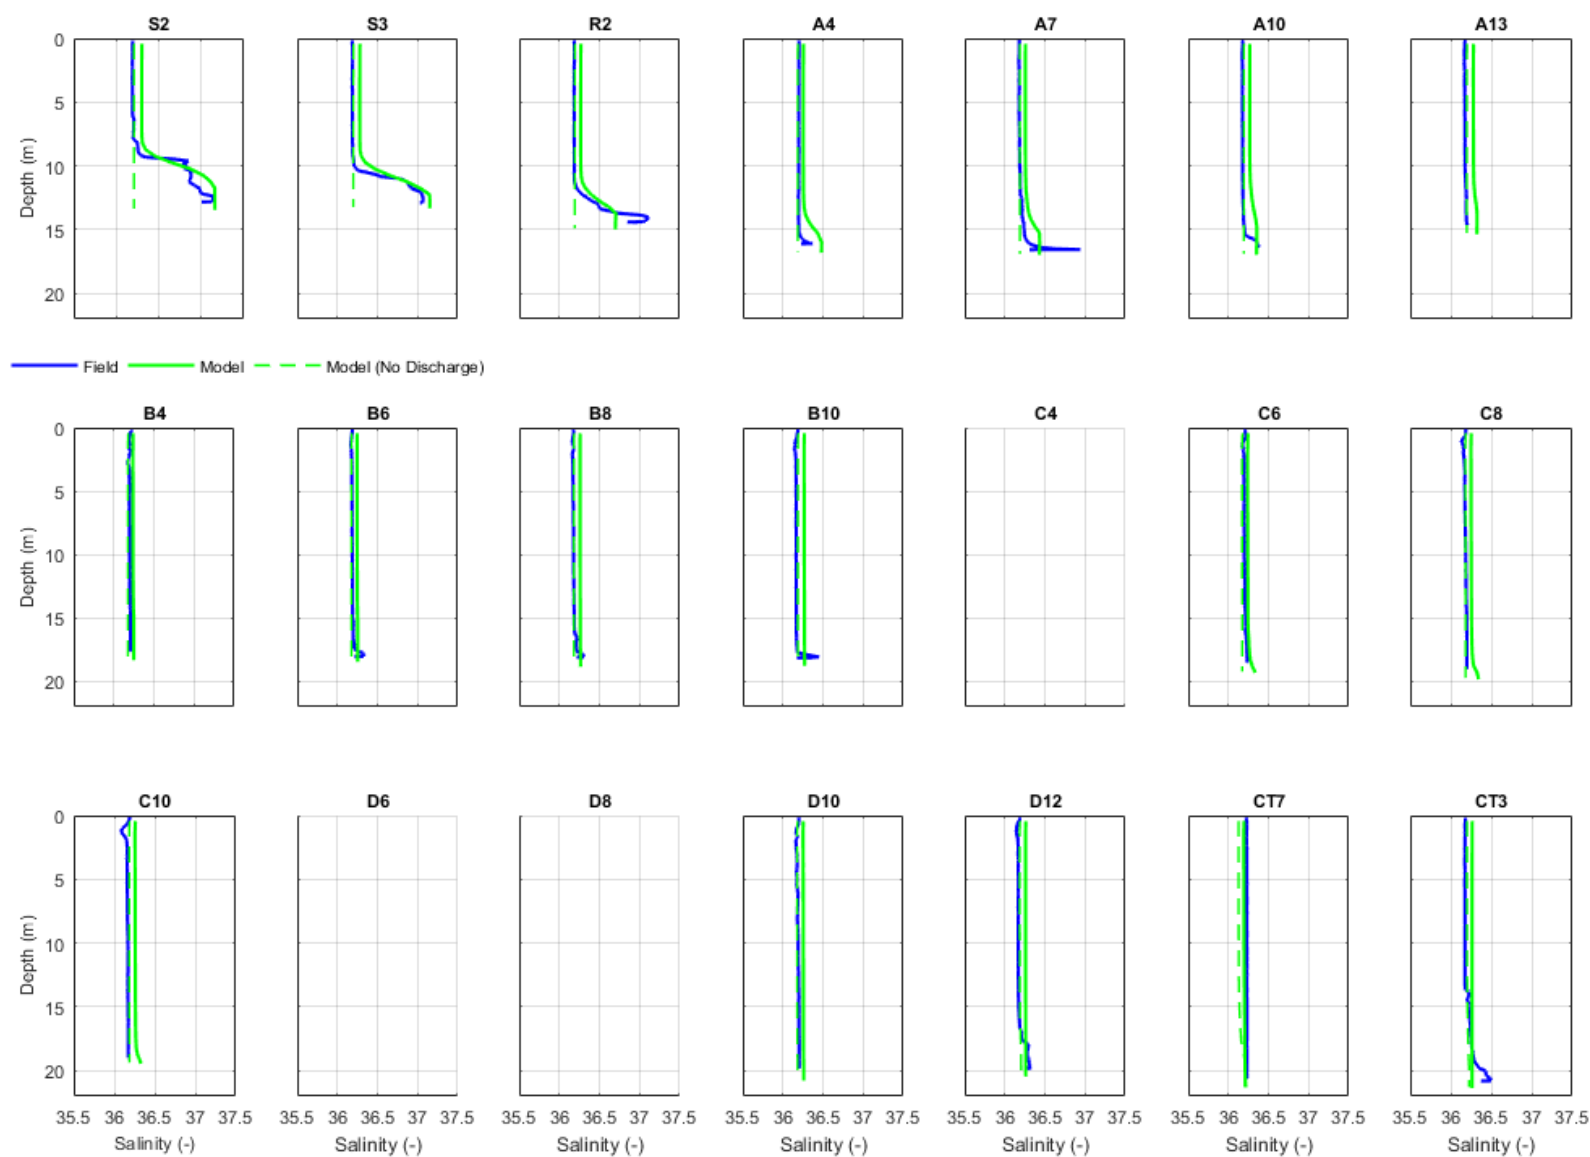 S2 S3 R2 A4 A7 A10 A13
0
5
10
15
20
Depth (m)
Field Model Model (No Discharge)
B4 B6 B8 B10 C4 C6 C8
0
5
10
15
20
Depth (m)
C10 D6 D8 D10 D12 CT7 CT3
0
5
10
15
20
Depth (m)
35.5 36 36.5 37 37.5 35.5 36 36.5 37 37.5 35.5 36 36.5 37 37.5 35.5 36 36.5 37 37.5 35.5 36 36.5 37 37.5 35.5 36 36.5 37 37.5 35.5 36 36.5 37 37.5
Salinity (-) Salinity (-) Salinity (-) Salinity (-) Salinity (-) Salinity (-) Salinity (-)